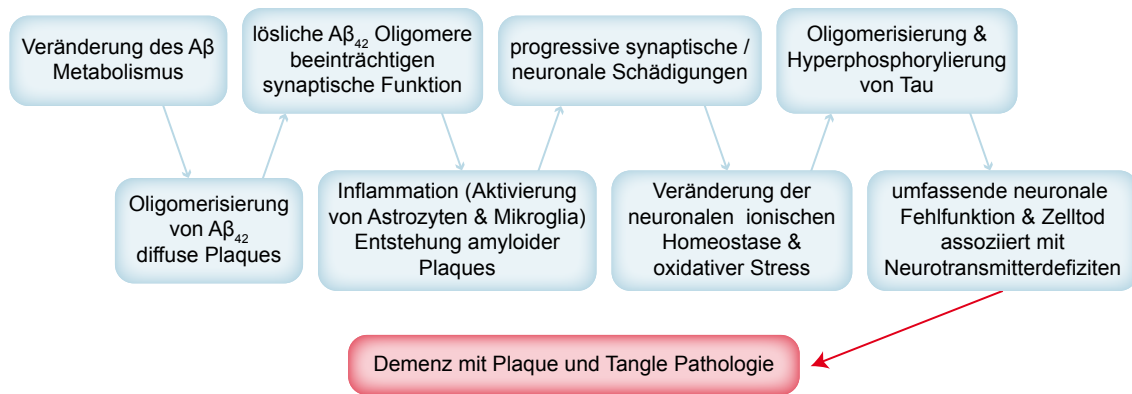 Veränderung des Aβ
Metabolismus
Oligomerisierung
von Aβ₄₂
diffuse Plaques
lösliche Aβ₄₂ Oligomere
beeinträchtigen
synaptische Funktion
Inflammation (Aktivierung
von Astrozyten & Mikroglia)
Entstehung amyloider
Plaques
progressive synaptische /
neuronale Schädigungen
Veränderung der
neuronalen ionischen
Homeostase &
oxidativer Stress
Oligomerisierung &
Hyperphosphorylierung
von Tau
umfassende neuronale
Fehlfunktion & Zelltod
assoziiert mit
Neurotransmitterdefiziten
Demenz mit Plaque und Tangle Pathologie